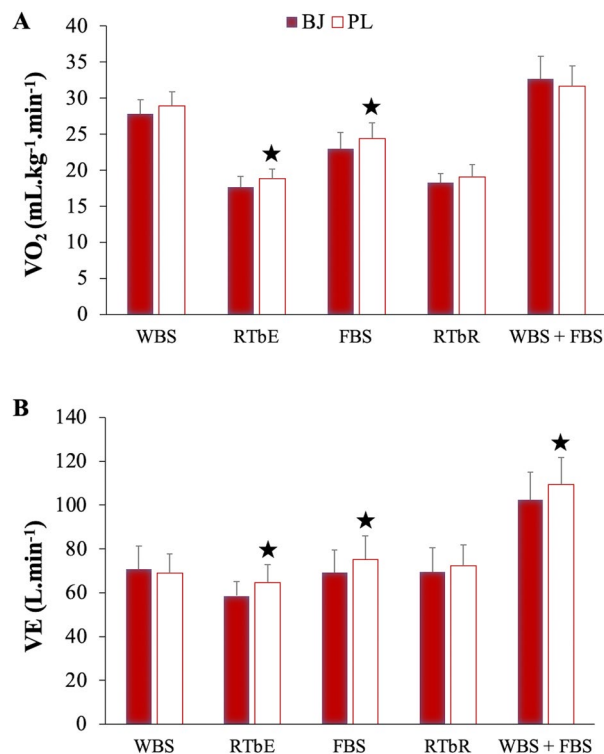 A
BJ PL
40
35
30
25
20
15
10
5
0
VO₂ (mL.kg⁻¹.min⁻¹)
WBS RTbE FBS RTbR WBS + FBS
B
140
120
100
80
60
40
20
0
VE (L.min⁻¹)
WBS RTbE FBS RTbR WBS + FBS